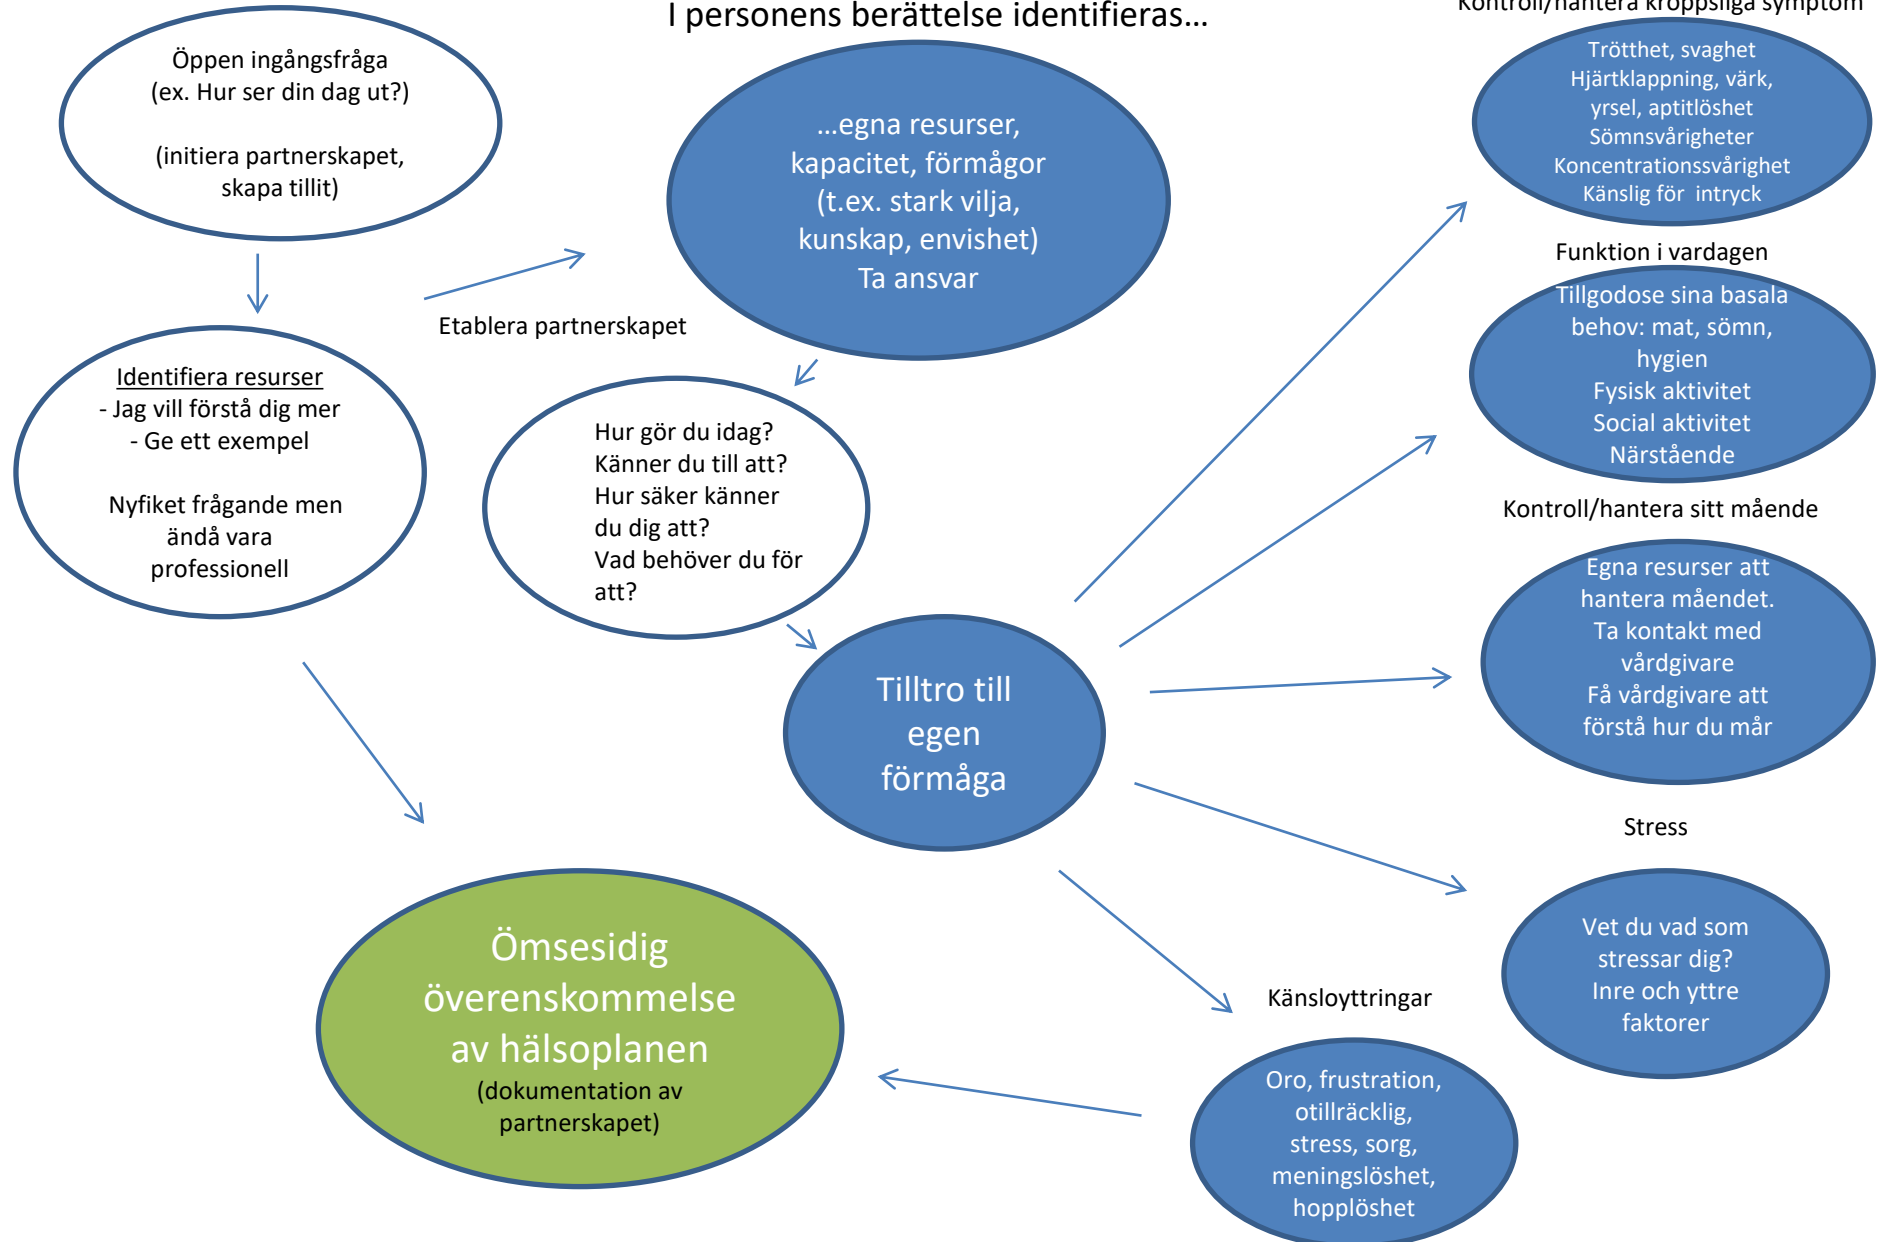 I personens berättelse identifieras...
Kontroll/hantera kroppsliga symptom
Öppen ingångsfråga
(ex. Hur ser din dag ut?)
(initiera partnerskapet,
skapa tillit)
...egna resurser,
kapacitet, förmågor
(t.ex. stark vilja,
kunskap, envishet)
Ta ansvar
Trötthet, svaghet
Hjärtklappning, värk,
yrsel, aptitlöshet
Sömnsvårigheter
Koncentrationssvårighet
Känslig för  intryck
Funktion i vardagen
Tillgodose sina basala
behov: mat, sömn,
hygien
Fysisk aktivitet
Social aktivitet
Närstående
Etablera partnerskapet
Identifiera resurser
- Jag vill förstå dig mer
- Ge ett exempel
Nyfiket frågande men
ändå vara
professionell
Hur gör du idag?
Känner du till att?
Hur säker känner
du dig att?
Vad behöver du för
att?
Kontroll/hantera sitt mående
Egna resurser att
hantera måendet.
Ta kontakt med
vårdgivare
Få vårdgivare att
förstå hur du mår
Tilltro till
egen
förmåga
Stress
Vet du vad som
stressar dig?
Inre och yttre
faktorer
Känsloyttringar
Oro, frustration,
otillräcklig,
stress, sorg,
meningslöshet,
hopplöshet
Ömsesidig
överenskommelse
av hälsoplanen
(dokumentation av
partnerskapet)